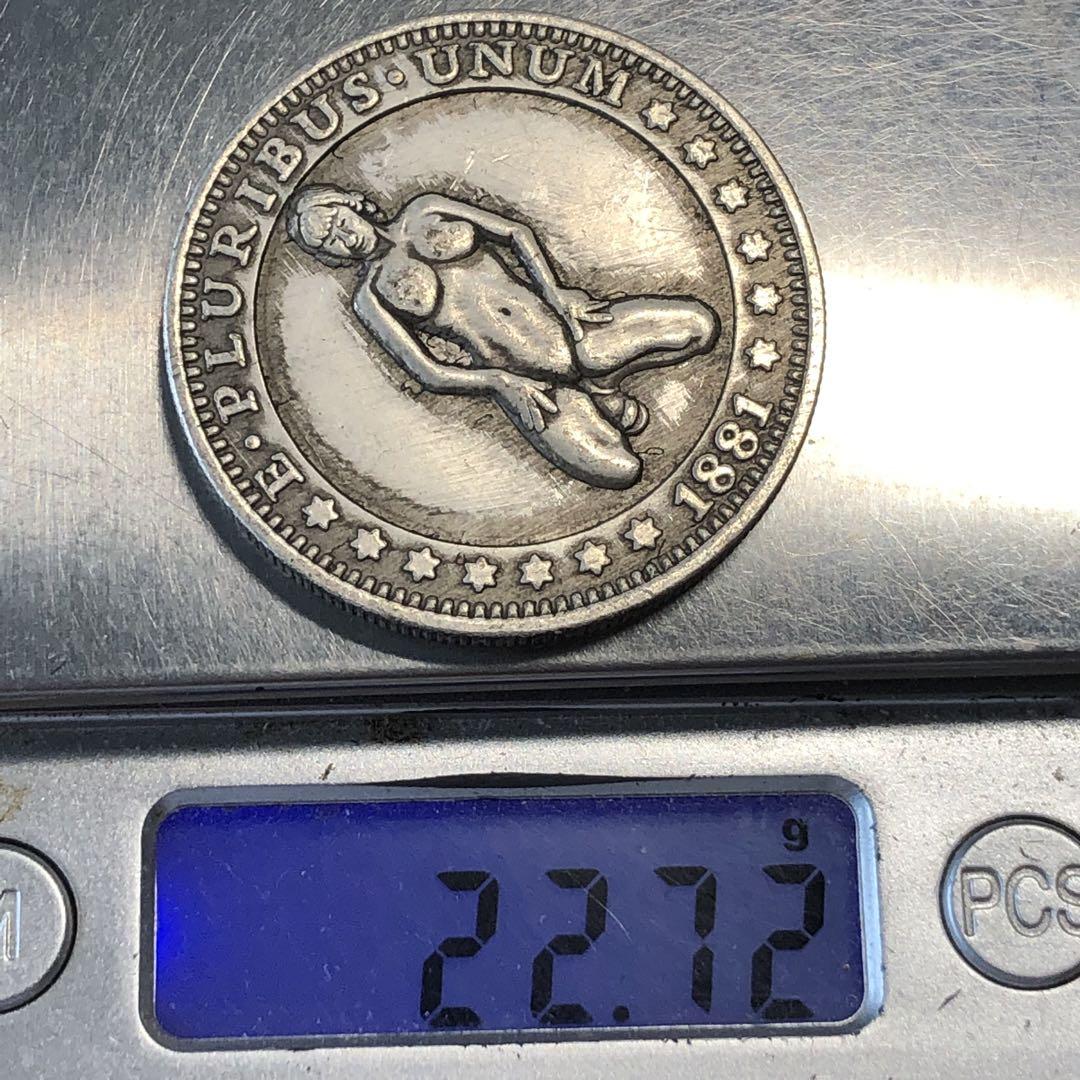 E·PLURIBUS·UNUM
1881
g
22.72
M
PCS